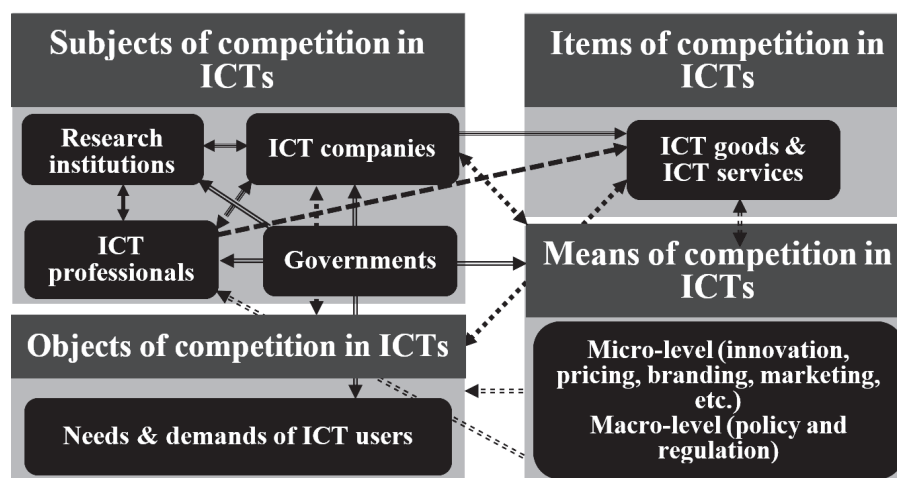 Subjects of competition in
ICTs
Research
institutions
ICT companies
ICT
professionals
Governments
Objects of competition in ICTs
Needs & demands of ICT users
Items of competition in
ICTs
ICT goods &
ICT services
Means of competition in
ICTs
Micro-level (innovation,
pricing, branding, marketing,
etc.)
Macro-level (policy and
regulation)